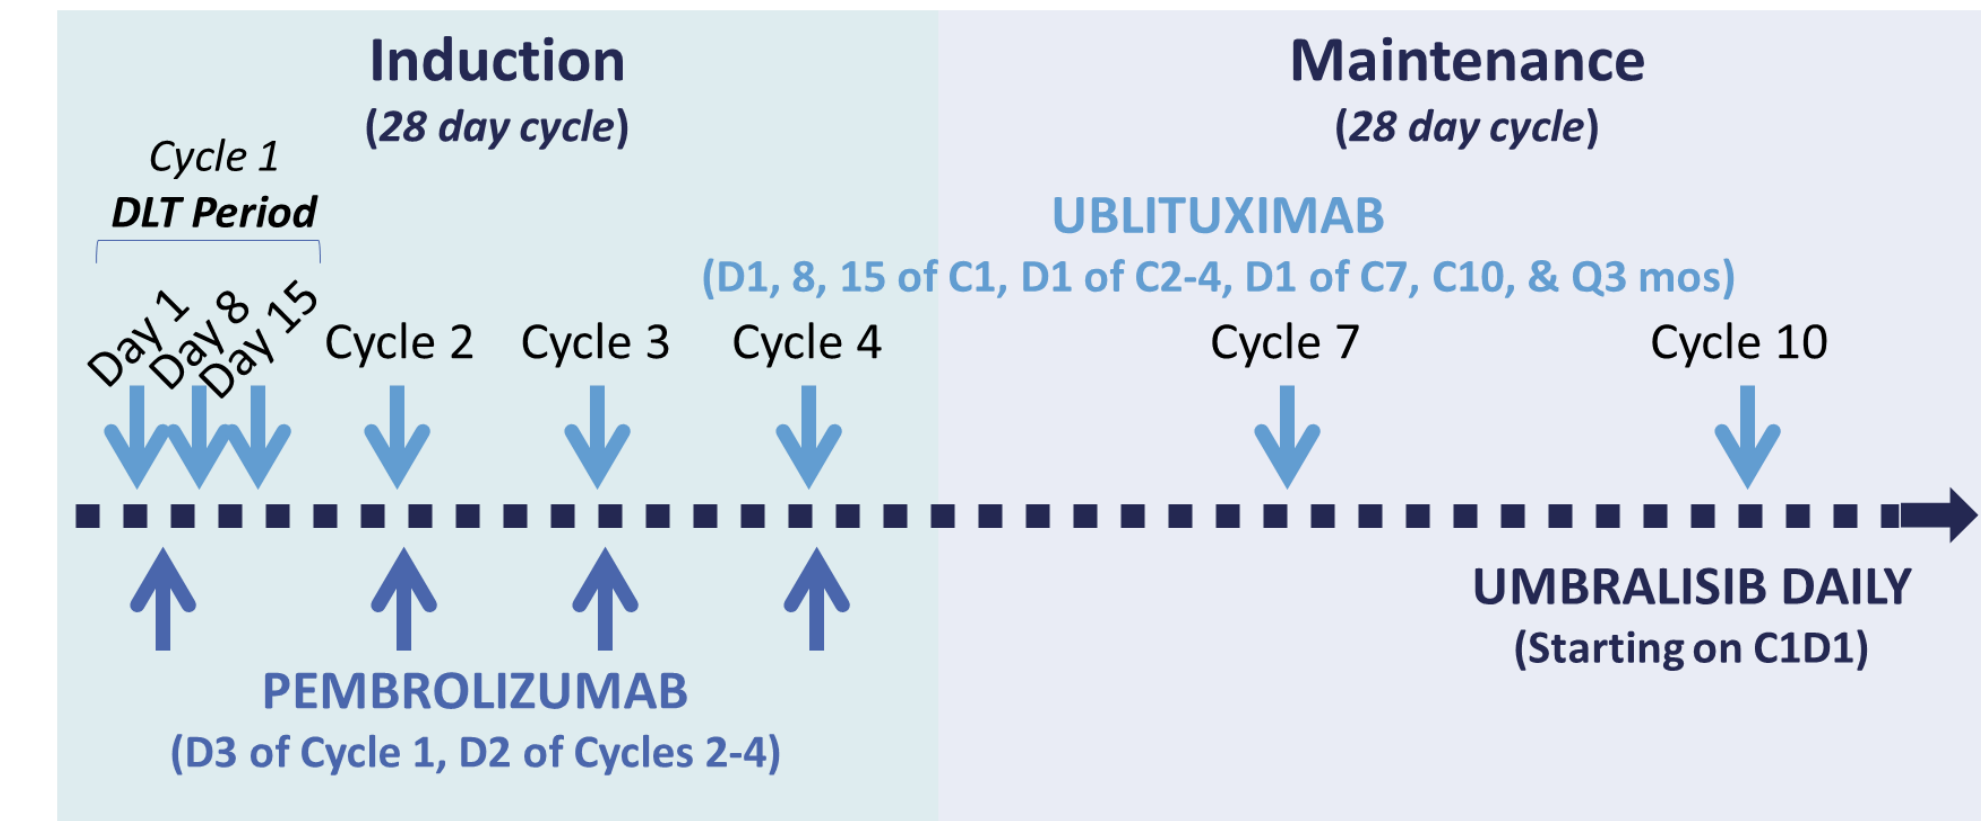 Induction
(28 day cycle)
Maintenance
(28 day cycle)
Cycle 1
DLT Period
UBLITUXIMAB
(D1, 8, 15 of C1, D1 of C2-4, D1 of C7, C10, & Q3 mos)
Day 1
Day 8
Day 15
Cycle 2
Cycle 3
Cycle 4
Cycle 7
Cycle 10
UMBRALISIB DAILY
(Starting on C1D1)
PEMBROLIZUMAB
(D3 of Cycle 1, D2 of Cycles 2-4)